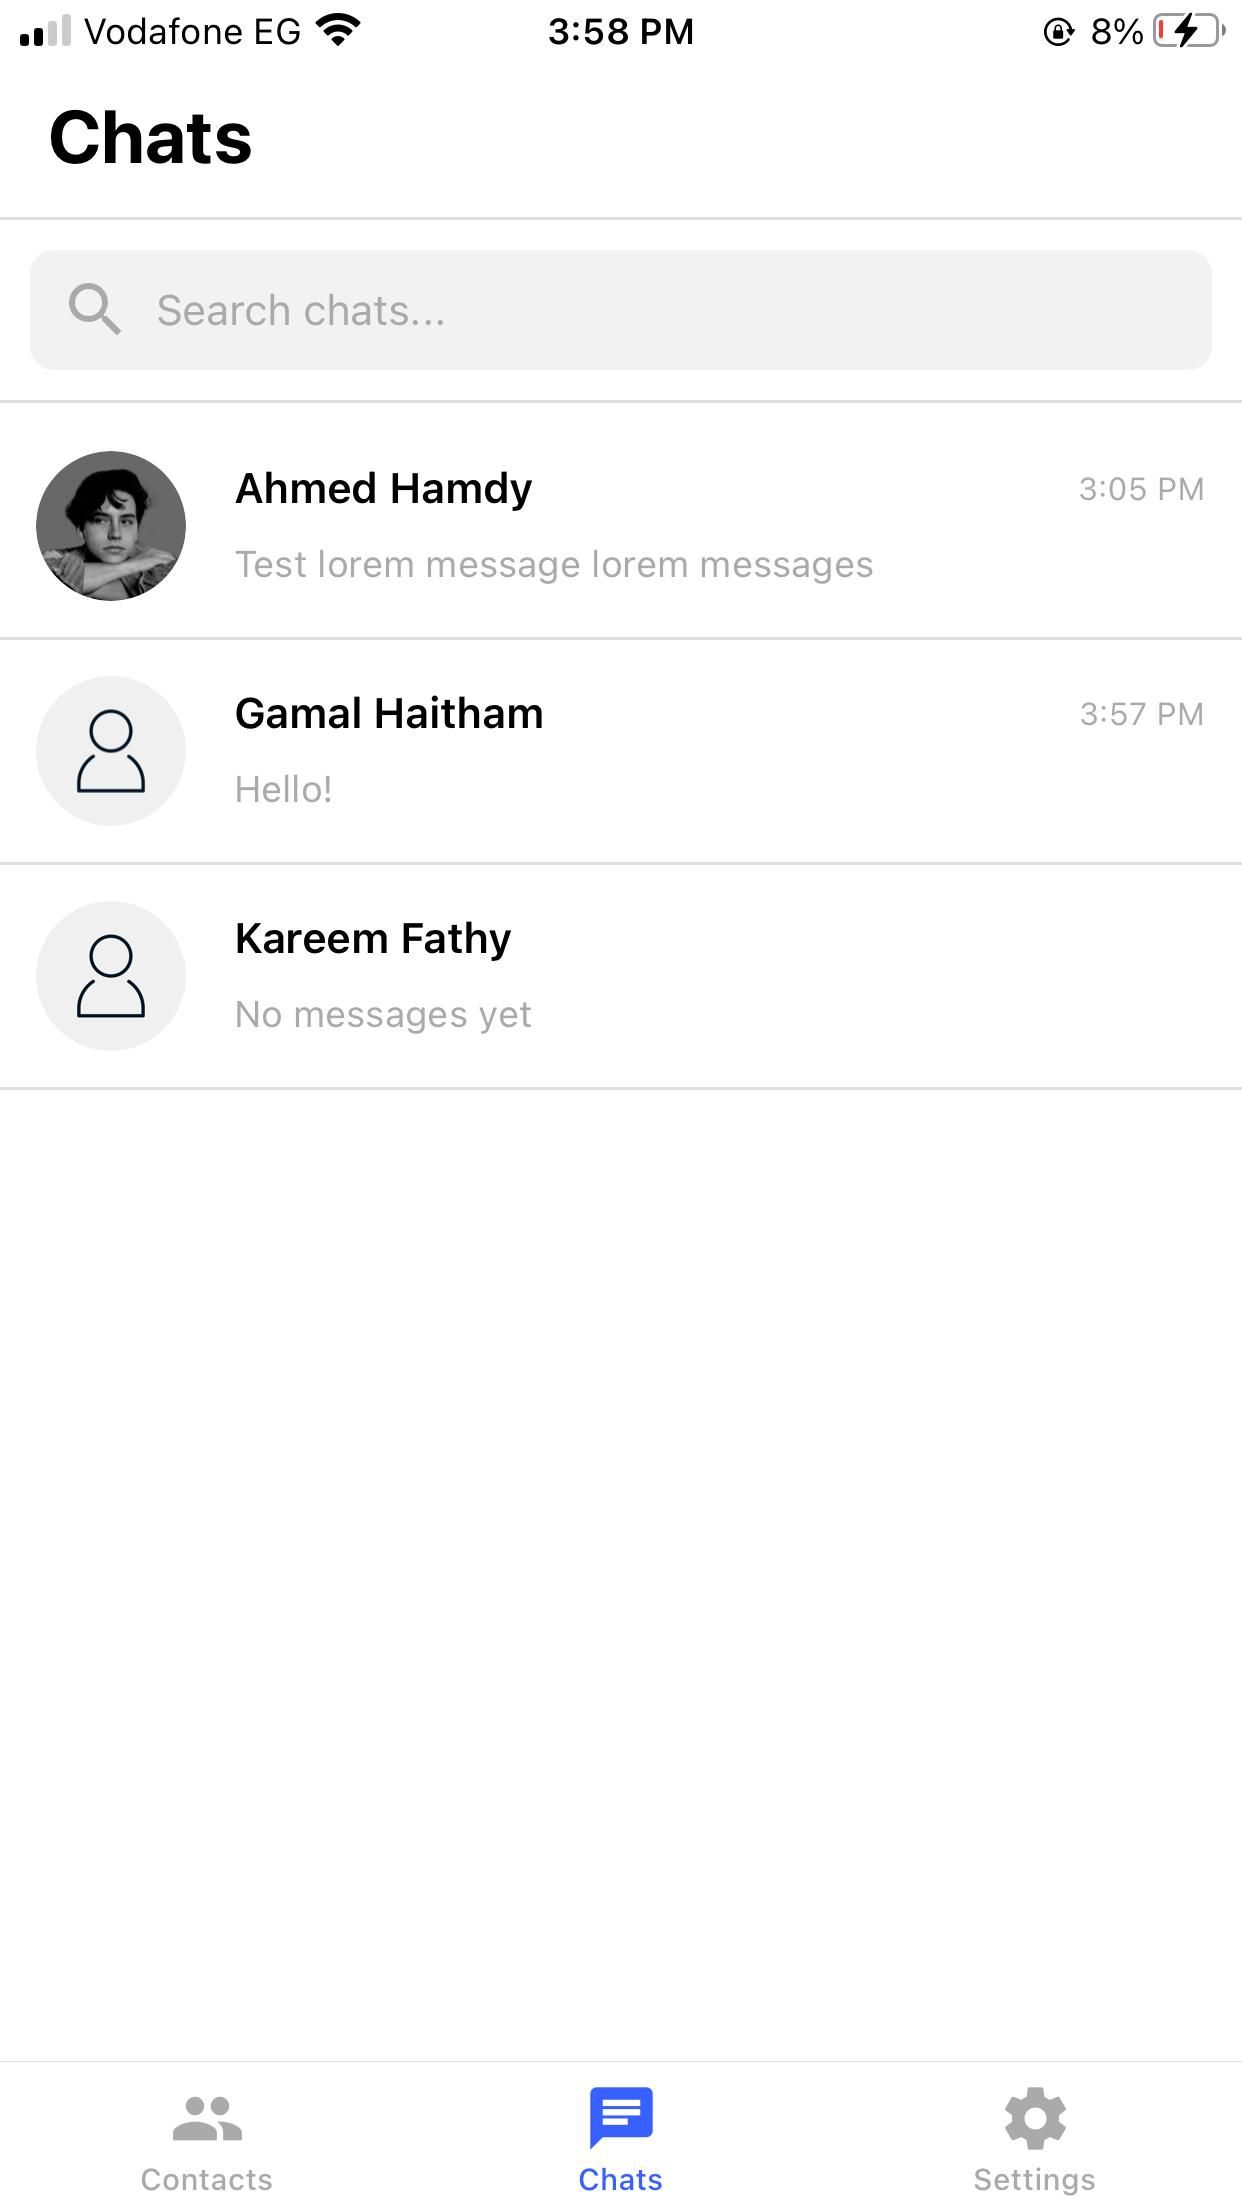 Vodafone EG 3:58 PM 8%
Chats
Search chats...
Ahmed Hamdy 3:05 PM
Test lorem message lorem messages
Gamal Haitham 3:57 PM
Hello!
Kareem Fathy
No messages yet
Contacts Chats Settings